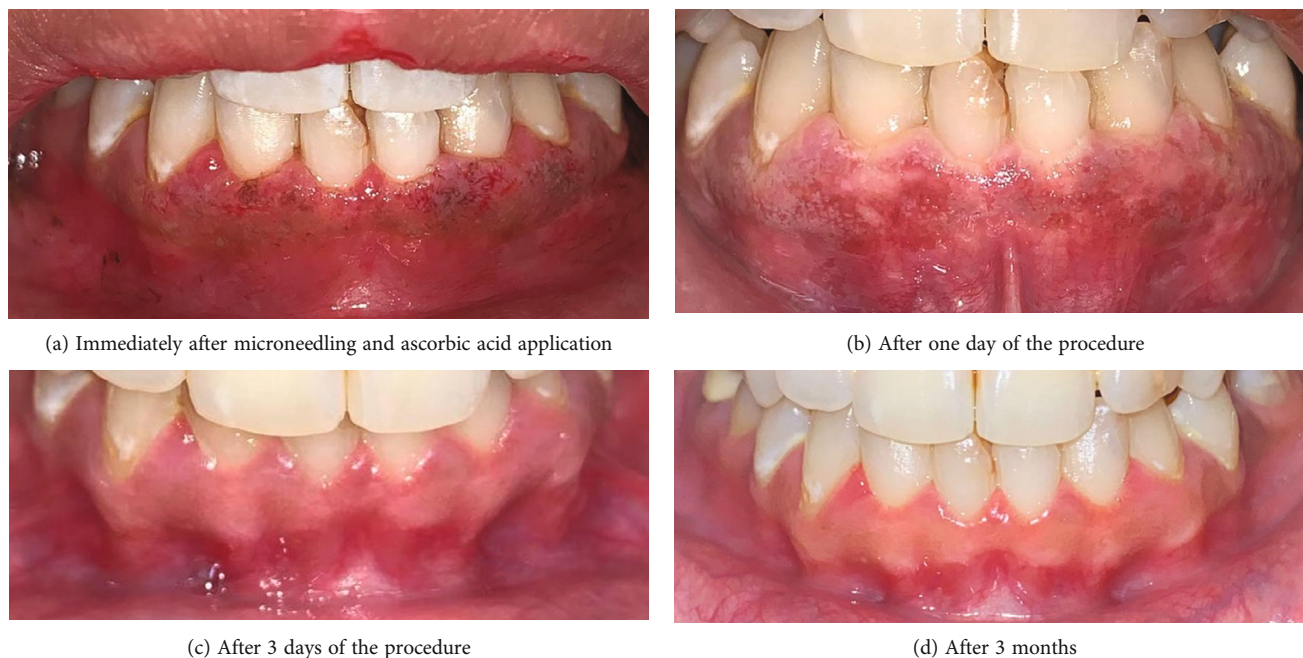 (a) Immediately after microneedling and ascorbic acid application
(b) After one day of the procedure
(c) After 3 days of the procedure
(d) After 3 months